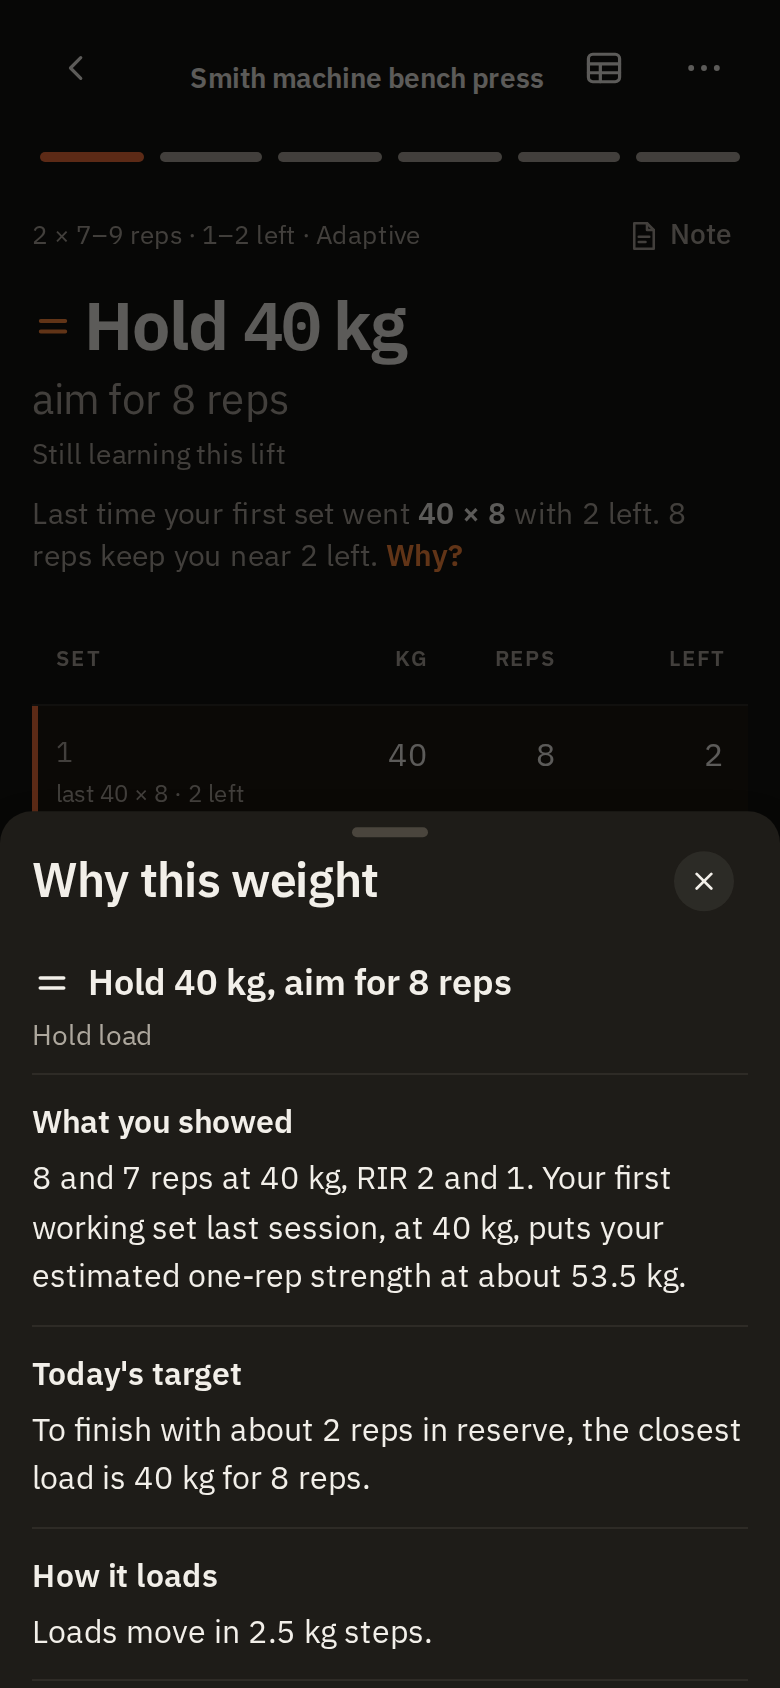 Smith machine bench press
2 × 7–9 reps · 1–2 left · Adaptive
Note
= Hold 40 kg
aim for 8 reps
Still learning this lift
Last time your first set went 40 × 8 with 2 left. 8
reps keep you near 2 left. Why?
SET KG REPS LEFT
1 40 8 2
last 40 × 8 · 2 left
Why this weight
= Hold 40 kg, aim for 8 reps
Hold load
What you showed
8 and 7 reps at 40 kg, RIR 2 and 1. Your first
working set last session, at 40 kg, puts your
estimated one-rep strength at about 53.5 kg.
Today's target
To finish with about 2 reps in reserve, the closest
load is 40 kg for 8 reps.
How it loads
Loads move in 2.5 kg steps.